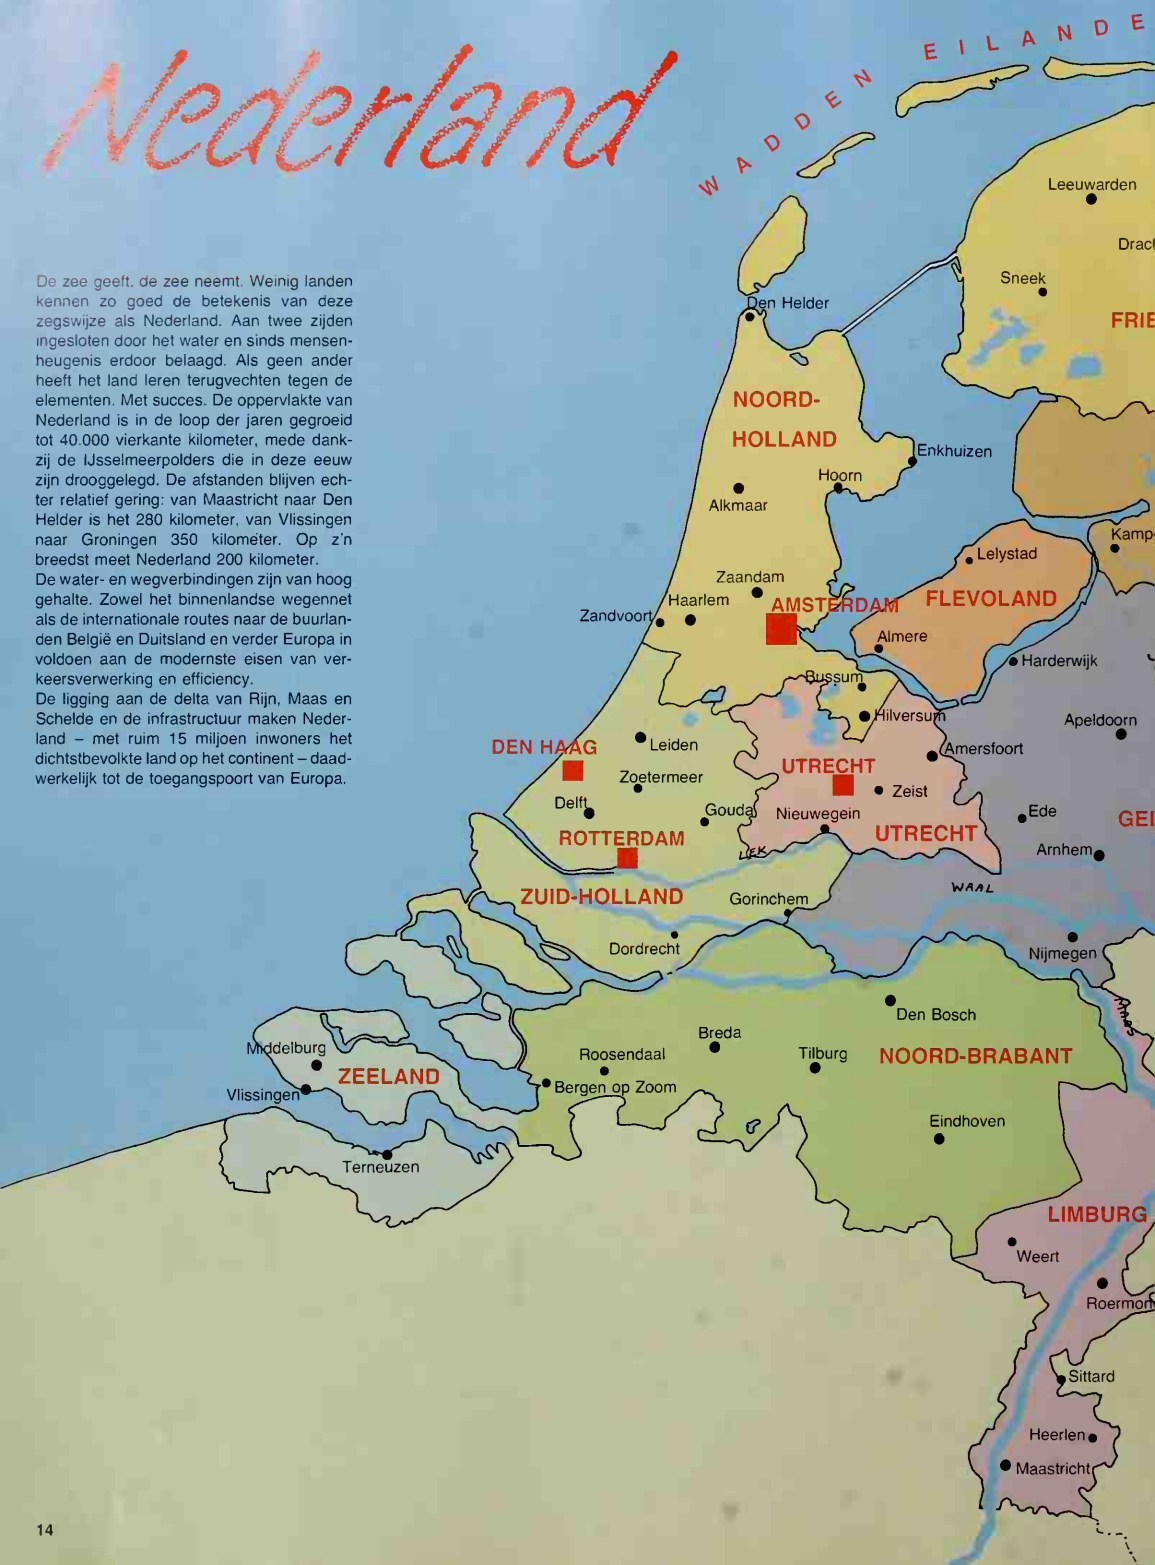 Nederland
WADDEN EILANDE
De zee geeft, de zee neemt. Weinig landen
kennen zo goed de betekenis van deze
zegswijze als Nederland. Aan twee zijden
ingesloten door het water en sinds mensen-
heugenis erdoor belaagd. Als geen ander
heeft het land leren terugvechten tegen de
elementen. Met succes. De oppervlakte van
Nederland is in de loop der jaren gegroeid
tot 40.000 vierkante kilometer, mede dank-
zij de IJsselmeerpolders die in deze eeuw
zijn drooggelegd. De afstanden blijven ech-
ter relatief gering: van Maastricht naar Den
Helder is het 280 kilometer, van Vlissingen
naar Groningen 350 kilometer. Op z'n
breedst meet Nederland 200 kilometer.
De water- en wegverbindingen zijn van hoog
gehalte. Zowel het binnenlandse wegennet
als de internationale routes naar de buurlan-
den België en Duitsland en verder Europa in
voldoen aan de modernste eisen van ver-
keersverwerking en efficiency.
De ligging aan de delta van Rijn, Maas en
Schelde en de infrastructuur maken Neder-
land – met ruim 15 miljoen inwoners het
dichtstbevolkte land op het continent – daad-
werkelijk tot de toegangspoort van Europa.
Leeuwarden
Drach
Sneek
Den Helder
FRIE
NOORD-
HOLLAND
Enkhuizen
Hoorn
Alkmaar
Kamp
Lelystad
Zaandam
Haarlem
AMSTERDAM
FLEVOLAND
Zandvoort
Almere
Harderwijk
Bussum
Hilversum
Apeldoorn
DEN HAAG
Leiden
Amersfoort
UTRECHT
Zoetermeer
Zeist
Delft
Gouda
Nieuwegein
Ede
GEL
ROTTERDAM
UTRECHT
LEK
Arnhem
WAAL
ZUID-HOLLAND
Gorinchem
Dordrecht
Nijmegen
MAAS
Den Bosch
Breda
Middelburg
Roosendaal
Tilburg
NOORD-BRABANT
ZEELAND
Bergen op Zoom
Vlissingen
Eindhoven
Terneuzen
LIMBURG
Weert
Roermon
Sittard
Heerlen
Maastricht
14